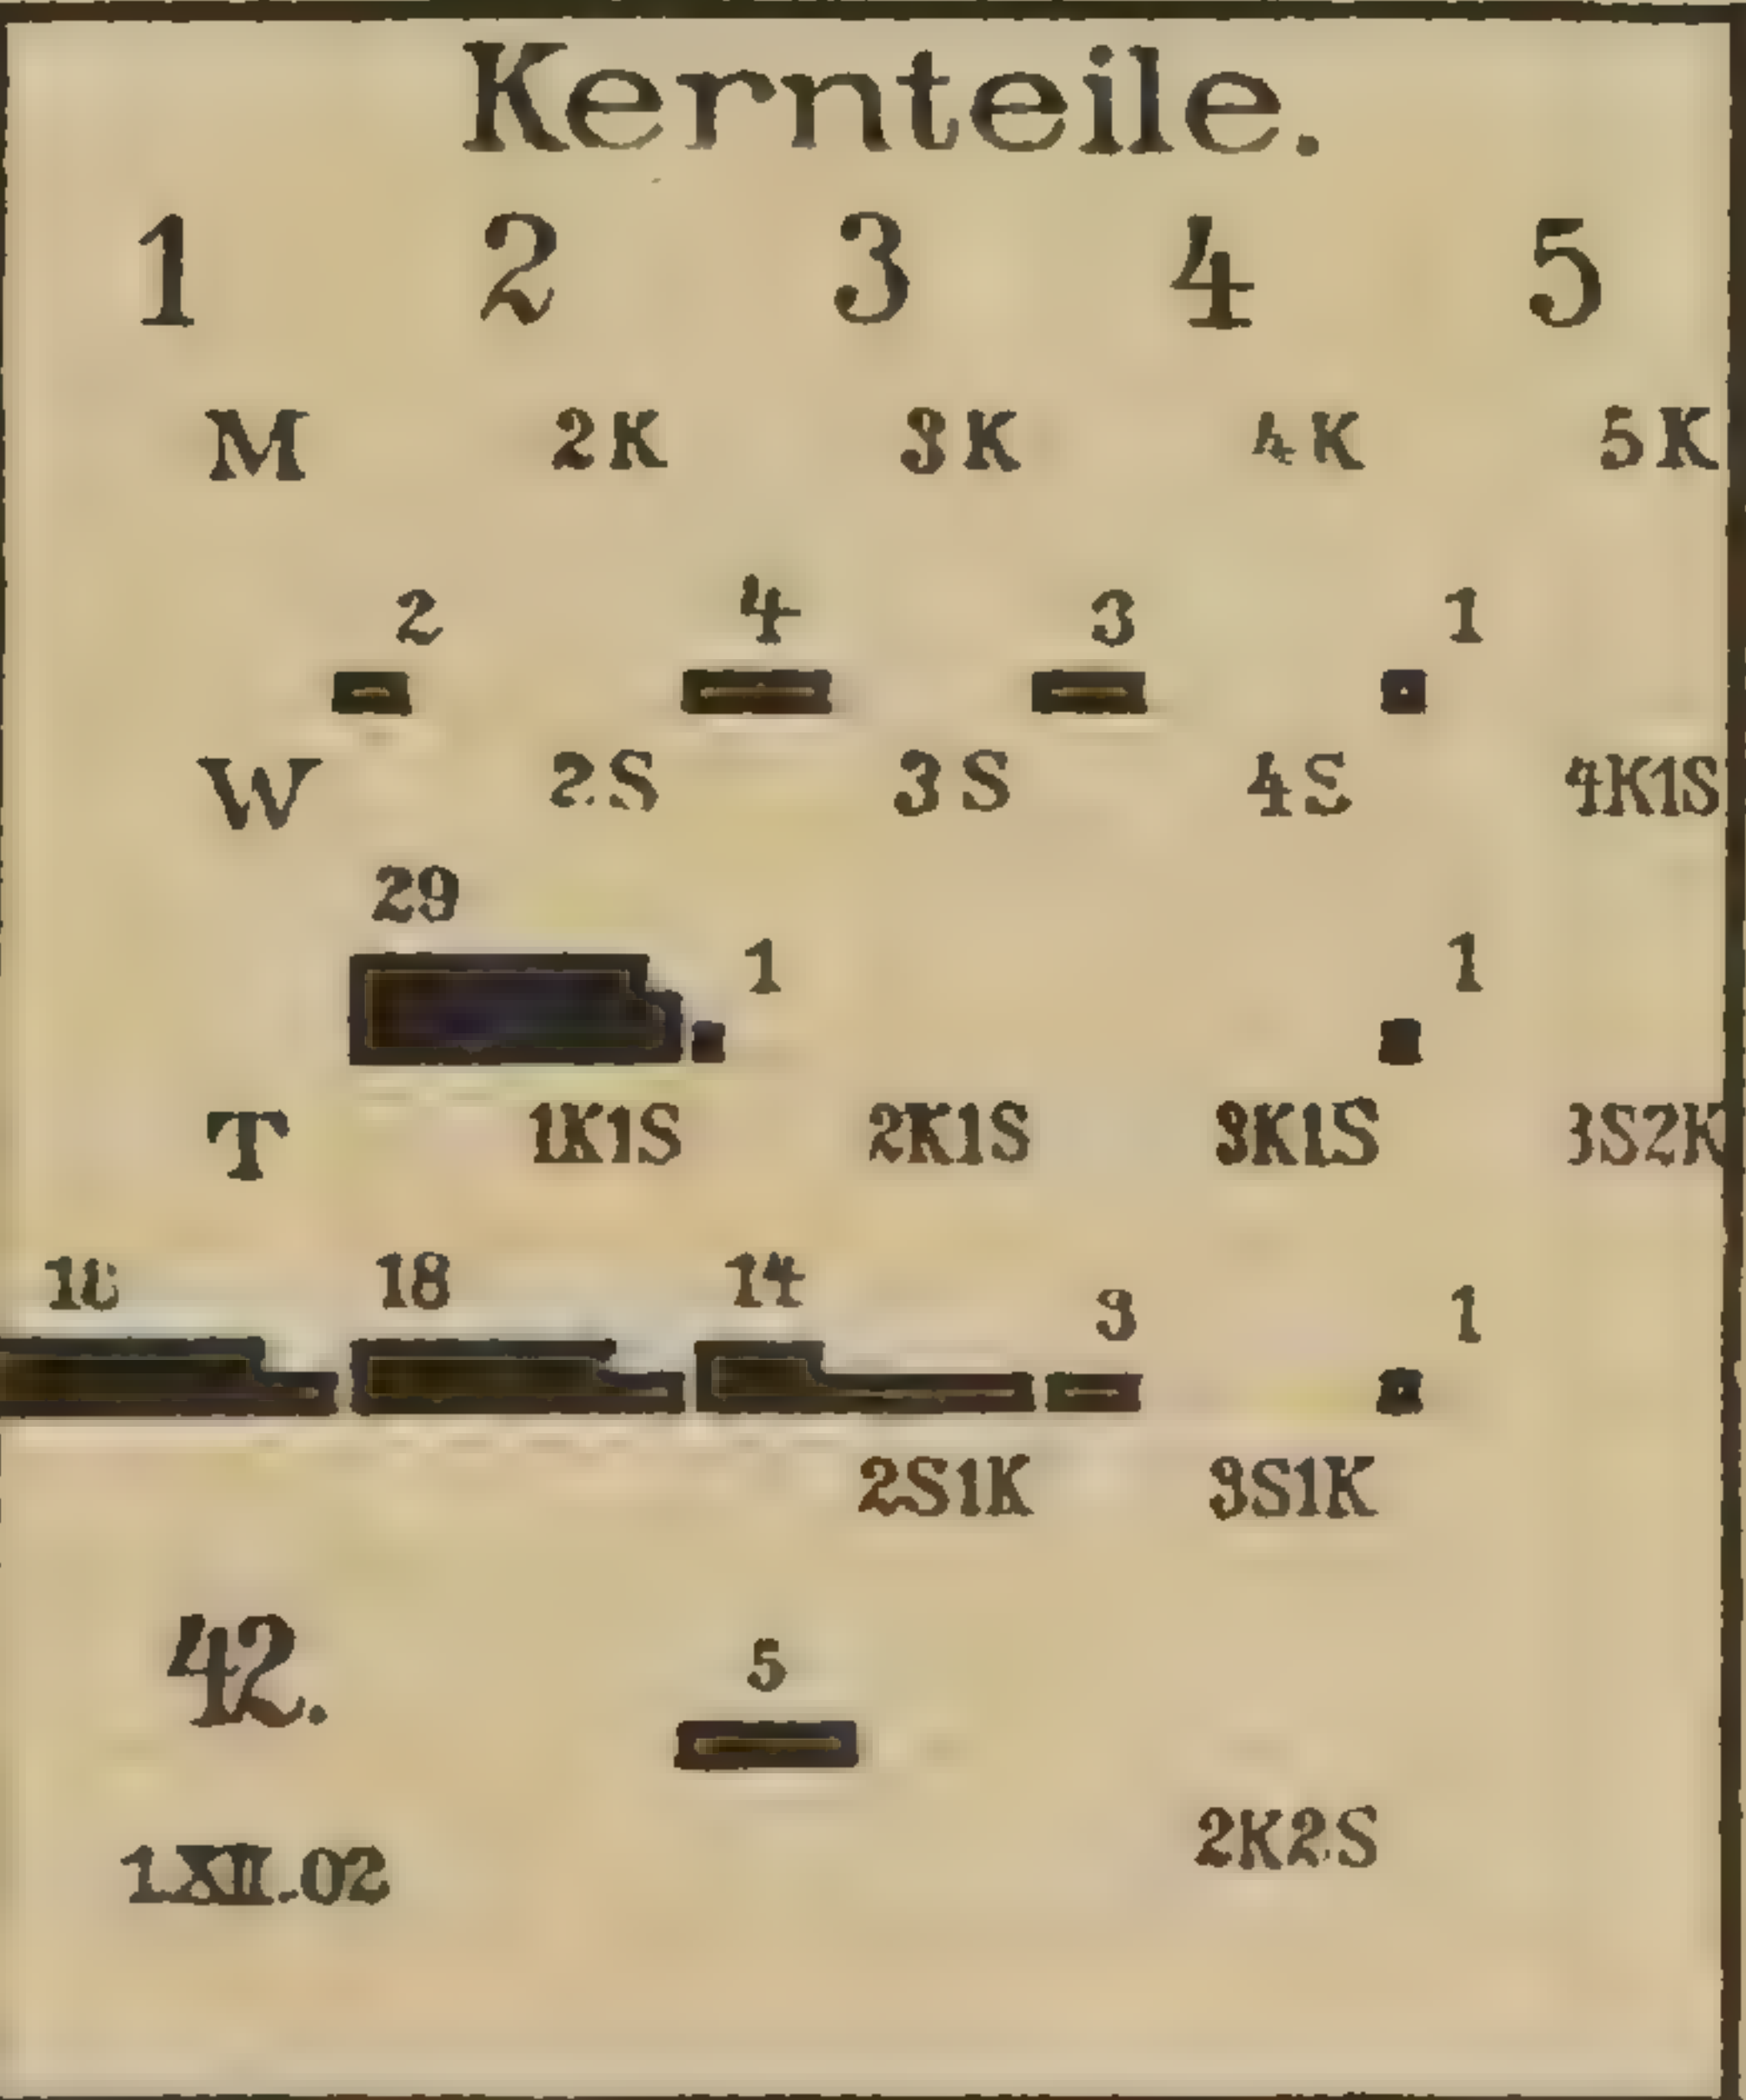 Kernteile.
1 2 3 4 5
M 2K 3K 4K 5K
2 4 3 1
W 2S 3S 4S 4K1S
29 1 1
T 1K1S 2K1S 3K1S 3S2K
18 14 3 1
2S1K 3S1K
42. 5
2K2S
1.XII.02